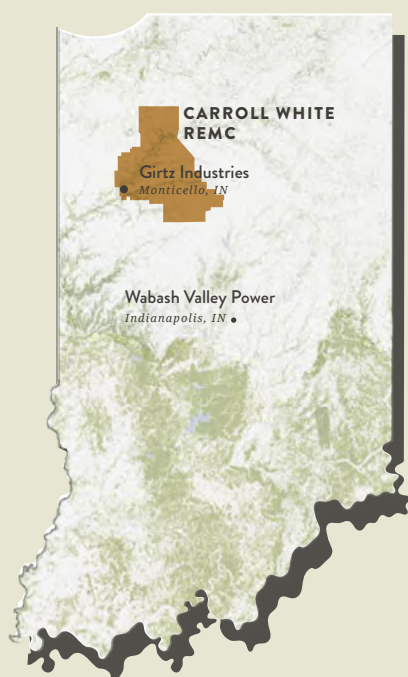 CARROLL WHITE
REMC
Girtz Industries
Monticello, IN
Wabash Valley Power
Indianapolis, IN